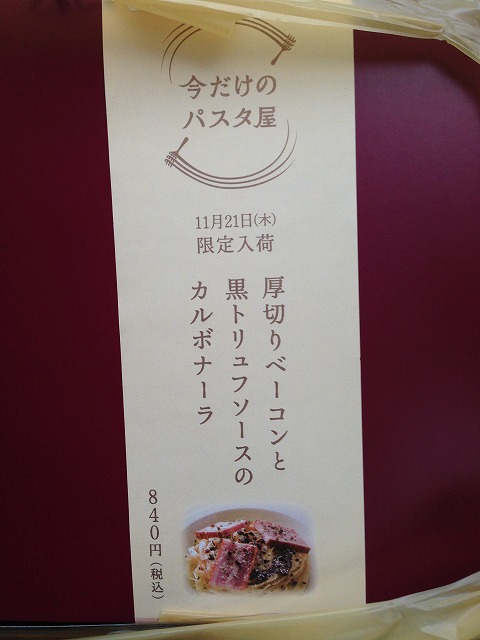 今だけの
パスタ屋
11月21日(木)
限定入荷
厚切りベーコンと
黒トリュフソースの
カルボナーラ
840円(税込)